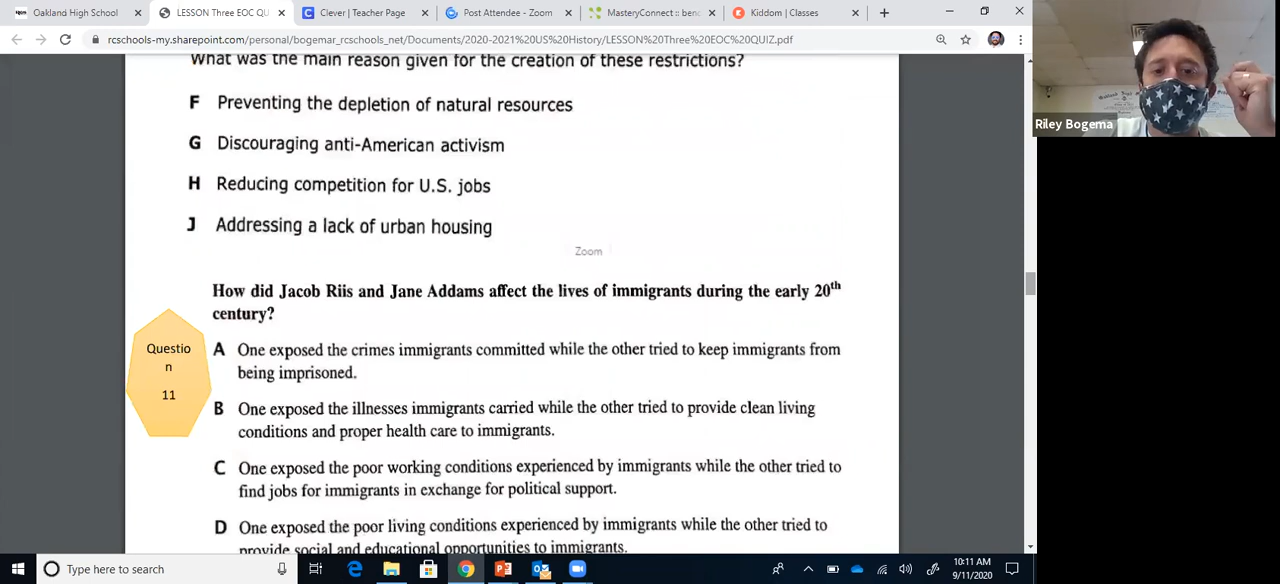 Oakland High School
LESSON Three EOC QU
Clever | Teacher Page
Post Attendee - Zoom
MasteryConnect :: benc
Kiddom | Classes
rcschools-my.sharepoint.com/personal/bogemar_rcschools_net/Documents/2020-2021%20US%20History/LESSON%20Three%20EOC%20QUIZ.pdf
What was the main reason given for the creation of these restrictions?
F Preventing the depletion of natural resources
G Discouraging anti-American activism
H Reducing competition for U.S. jobs
J Addressing a lack of urban housing
Zoom
How did Jacob Riis and Jane Addams affect the lives of immigrants during the early 20th
century?
Questio
n
11
A One exposed the crimes immigrants committed while the other tried to keep immigrants from
being imprisoned.
B One exposed the illnesses immigrants carried while the other tried to provide clean living
conditions and proper health care to immigrants.
C One exposed the poor working conditions experienced by immigrants while the other tried to
find jobs for immigrants in exchange for political support.
D One exposed the poor living conditions experienced by immigrants while the other tried to
provide social and educational opportunities to immigrants.
Riley Bogema
Type here to search
10:11 AM
9/11/2020